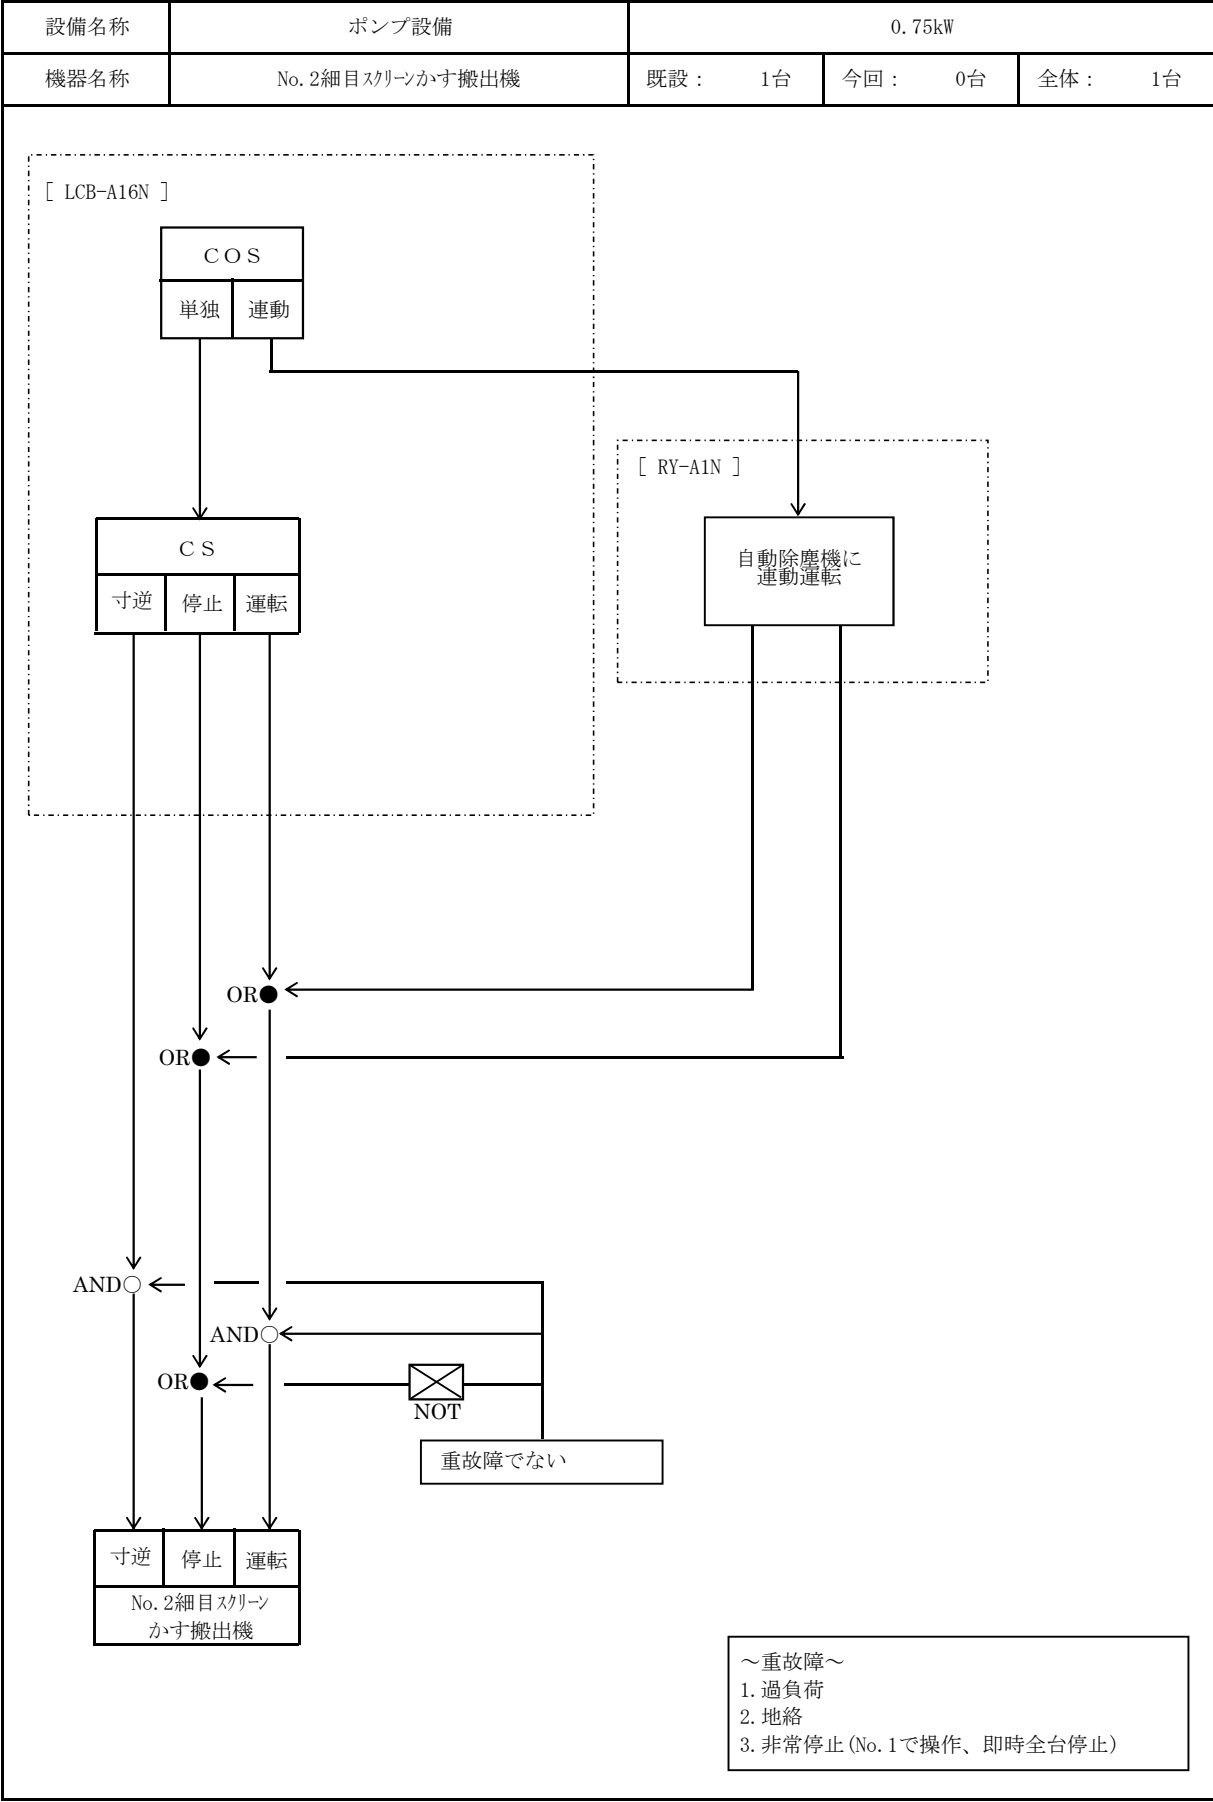 設備名称 ポンプ設備 0.75kW
機器名称 No.2細目ｽｸﾘｰﾝかす搬出機 既設： 1台 今回： 0台 全体： 1台
[ LCB-A16N ]
ＣＯＳ
単独 連動
[ RY-A1N ]
ＣＳ
寸逆 停止 運転
自動除塵機に
連動運転
OR●
OR●
AND○
AND○
OR●
NOT
重故障でない
寸逆 停止 運転
No.2細目ｽｸﾘｰﾝ
かす搬出機
～重故障～
1.過負荷
2.地絡
3.非常停止(No.1で操作、即時全台停止)